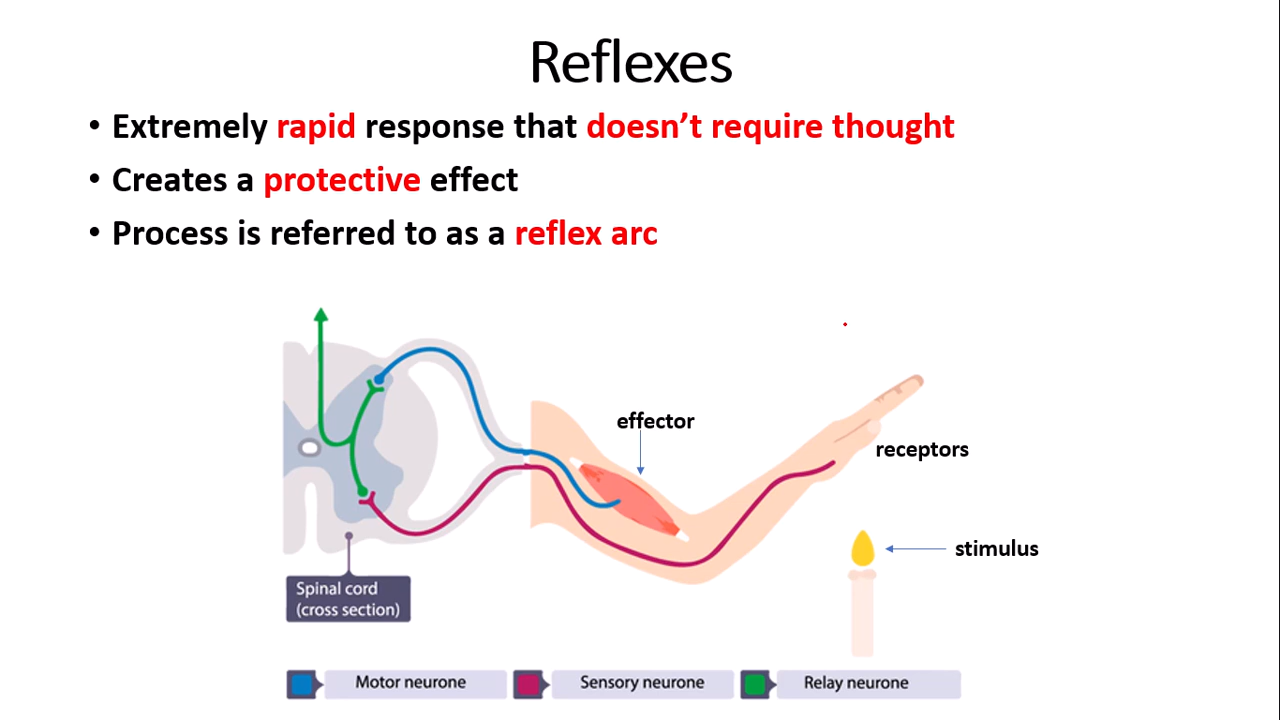 Reflexes
• Extremely rapid response that doesn’t require thought
• Creates a protective effect
• Process is referred to as a reflex arc
effector
receptors
stimulus
Spinal cord
(cross section)
Motor neurone
Sensory neurone
Relay neurone